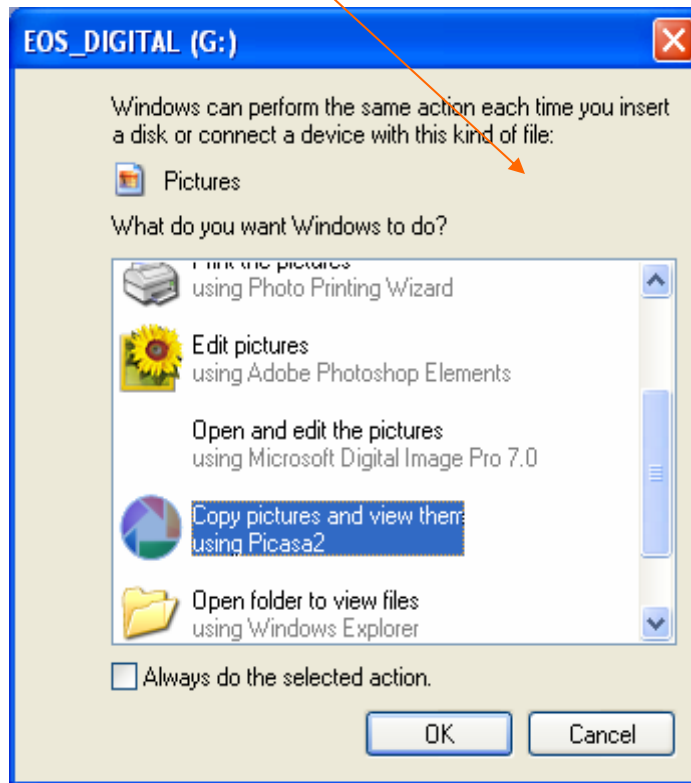 EOS_DIGITAL (G:)
Windows can perform the same action each time you insert
a disk or connect a device with this kind of file:
Pictures
What do you want Windows to do?
Print the pictures
using Photo Printing Wizard
Edit pictures
using Adobe Photoshop Elements
Open and edit the pictures
using Microsoft Digital Image Pro 7.0
Copy pictures and view them
using Picasa2
Open folder to view files
using Windows Explorer
Always do the selected action.
OK
Cancel